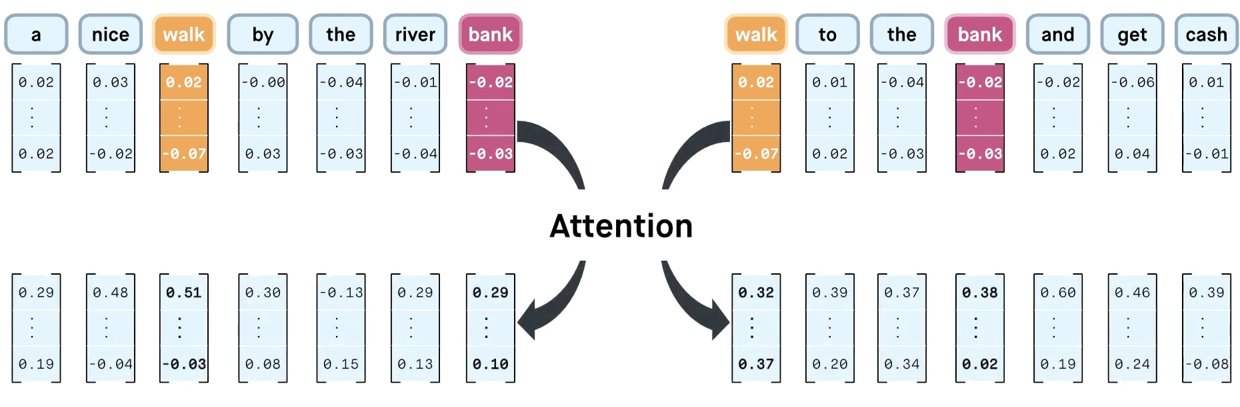 a nice walk by the river bank walk to the bank and get cash
0.02 0.03 0.02 -0.00 -0.04 -0.01 -0.02 0.02 0.01 -0.04 -0.02 -0.02 -0.06 0.01
0.02 -0.02 -0.07 0.03 -0.03 -0.04 -0.03 -0.07 0.02 -0.03 -0.03 0.02 0.04 -0.01
Attention
0.29 0.48 0.51 0.30 -0.13 0.29 0.29 0.32 0.39 0.37 0.38 0.60 0.46 0.39
0.19 -0.04 -0.03 0.08 0.15 0.13 0.10 0.37 0.20 0.34 0.02 0.19 0.24 -0.08